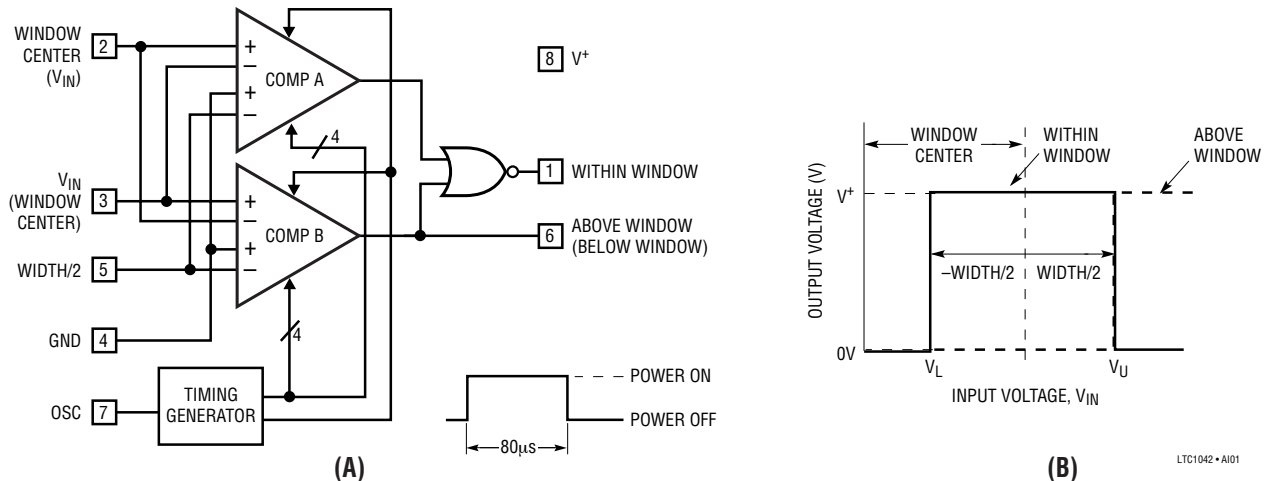 WINDOW
CENTER
(VIN)
2
+
−
+
−
COMP A
4
8
V+
VIN
(WINDOW
CENTER)
3
+
−
+
−
COMP B
1
WITHIN WINDOW
6
ABOVE WINDOW
(BELOW WINDOW)
WIDTH/2
5
GND
4
4
OSC
7
TIMING
GENERATOR
POWER ON
POWER OFF
80µs
(A)
WINDOW
CENTER
WITHIN
WINDOW
ABOVE
WINDOW
OUTPUT VOLTAGE (V)
V+
−WIDTH/2
WIDTH/2
0V
VL
VU
INPUT VOLTAGE, VIN
(B)
LTC1042 • AI01